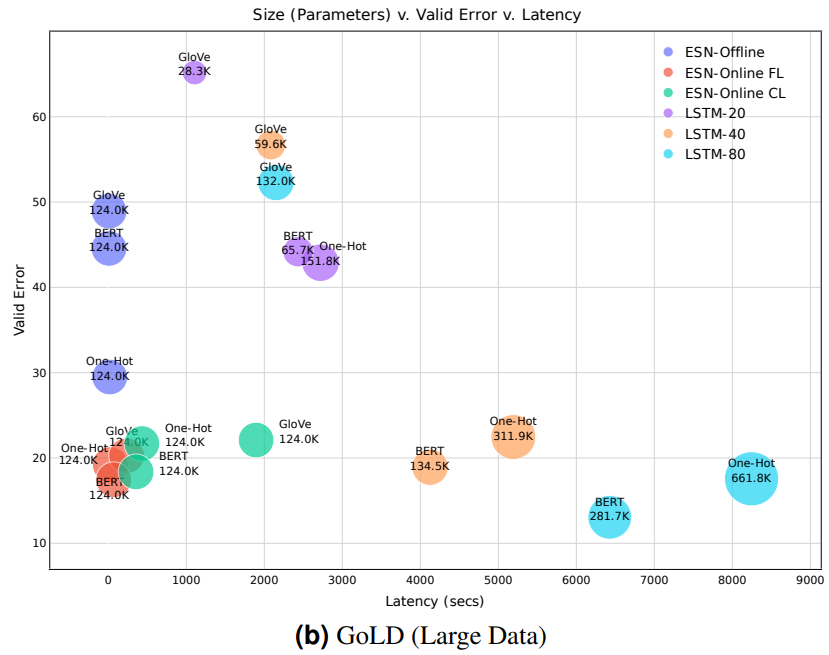 Size (Parameters) v. Valid Error v. Latency
GloVe
28.3K
ESN-Offline
ESN-Online FL
ESN-Online CL
LSTM-20
LSTM-40
LSTM-80
60
GloVe
59.6K
GloVe
132.0K
50
GloVe
124.0K
BERT
124.0K
BERT
65.7K
One-Hot
151.8K
40
Valid Error
One-Hot
124.0K
30
GloVe
124.0K
One-Hot
124.0K
GloVe
124.0K
One-Hot
124.0K
BERT
124.0K
BERT
124.0K
20
One-Hot
311.9K
BERT
134.5K
One-Hot
661.8K
BERT
281.7K
10
0
1000
2000
3000
4000
5000
6000
7000
8000
9000
Latency (secs)
(b) GoLD (Large Data)